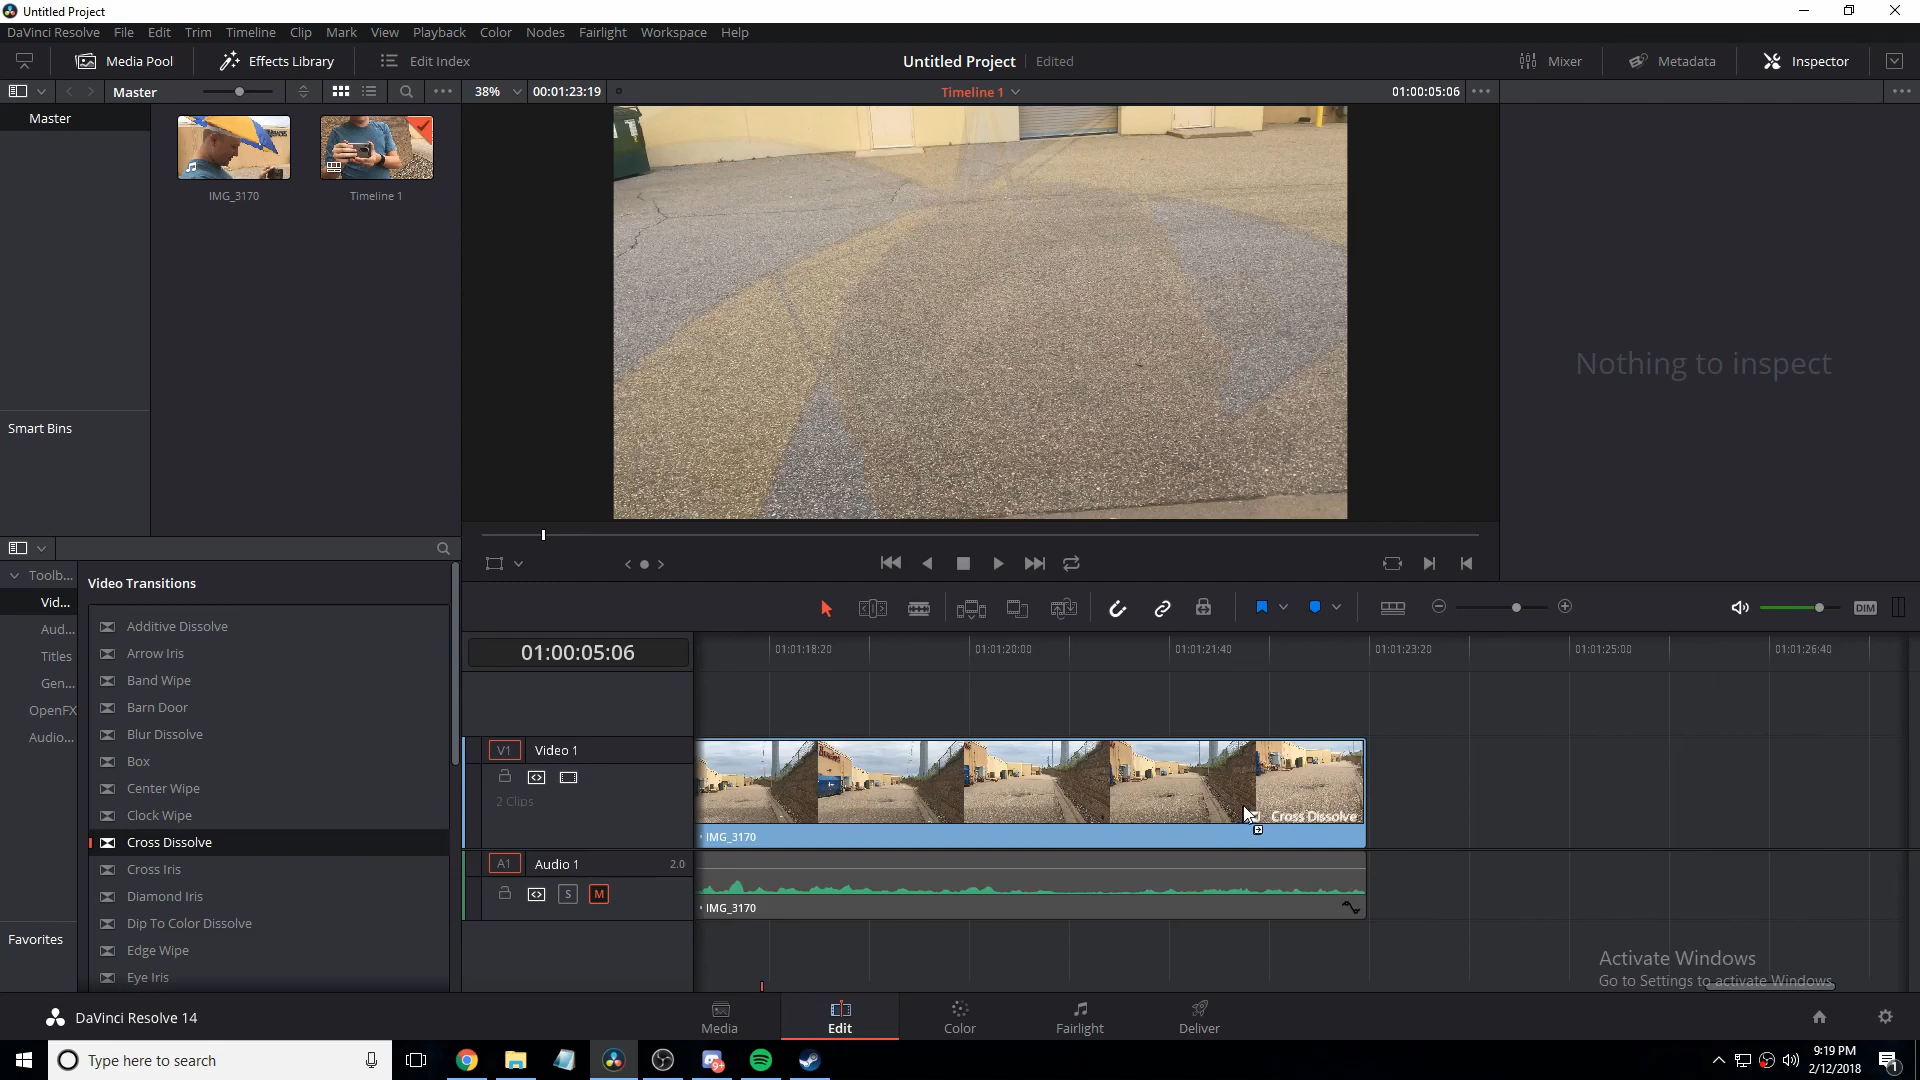 Untitled Project
DaVinci Resolve File Edit Trim Timeline Clip Mark View Playback Color Nodes Fairlight Workspace Help
Media Pool Effects Library Edit Index Untitled Project Edited Mixer Metadata Inspector
Master 38% 00:01:23:19 Timeline 1 01:00:05:06
Master
IMG_3170 Timeline 1
Nothing to inspect
Smart Bins
Toolb... Video Transitions
Vid...
Additive Dissolve
Aud...
Arrow Iris
Titles
Band Wipe
Gen...
Barn Door
OpenFX
Blur Dissolve
Audio...
Box
Center Wipe
Clock Wipe
Cross Dissolve
Cross Iris
Diamond Iris
Dip To Color Dissolve
Favorites
Edge Wipe
Eye Iris
DIM
01:00:05:06 01:01:18:20 01:01:20:00 01:01:21:40 01:01:23:20 01:01:25:00 01:01:26:40
V1 Video 1
2 Clips
Cross Dissolve
IMG_3170
A1 Audio 1 2.0
S M
IMG_3170
Activate Windows
Go to Settings to activate Windows.
DaVinci Resolve 14 Media Edit Color Fairlight Deliver
Type here to search
9+
9:19 PM
2/12/2018
1